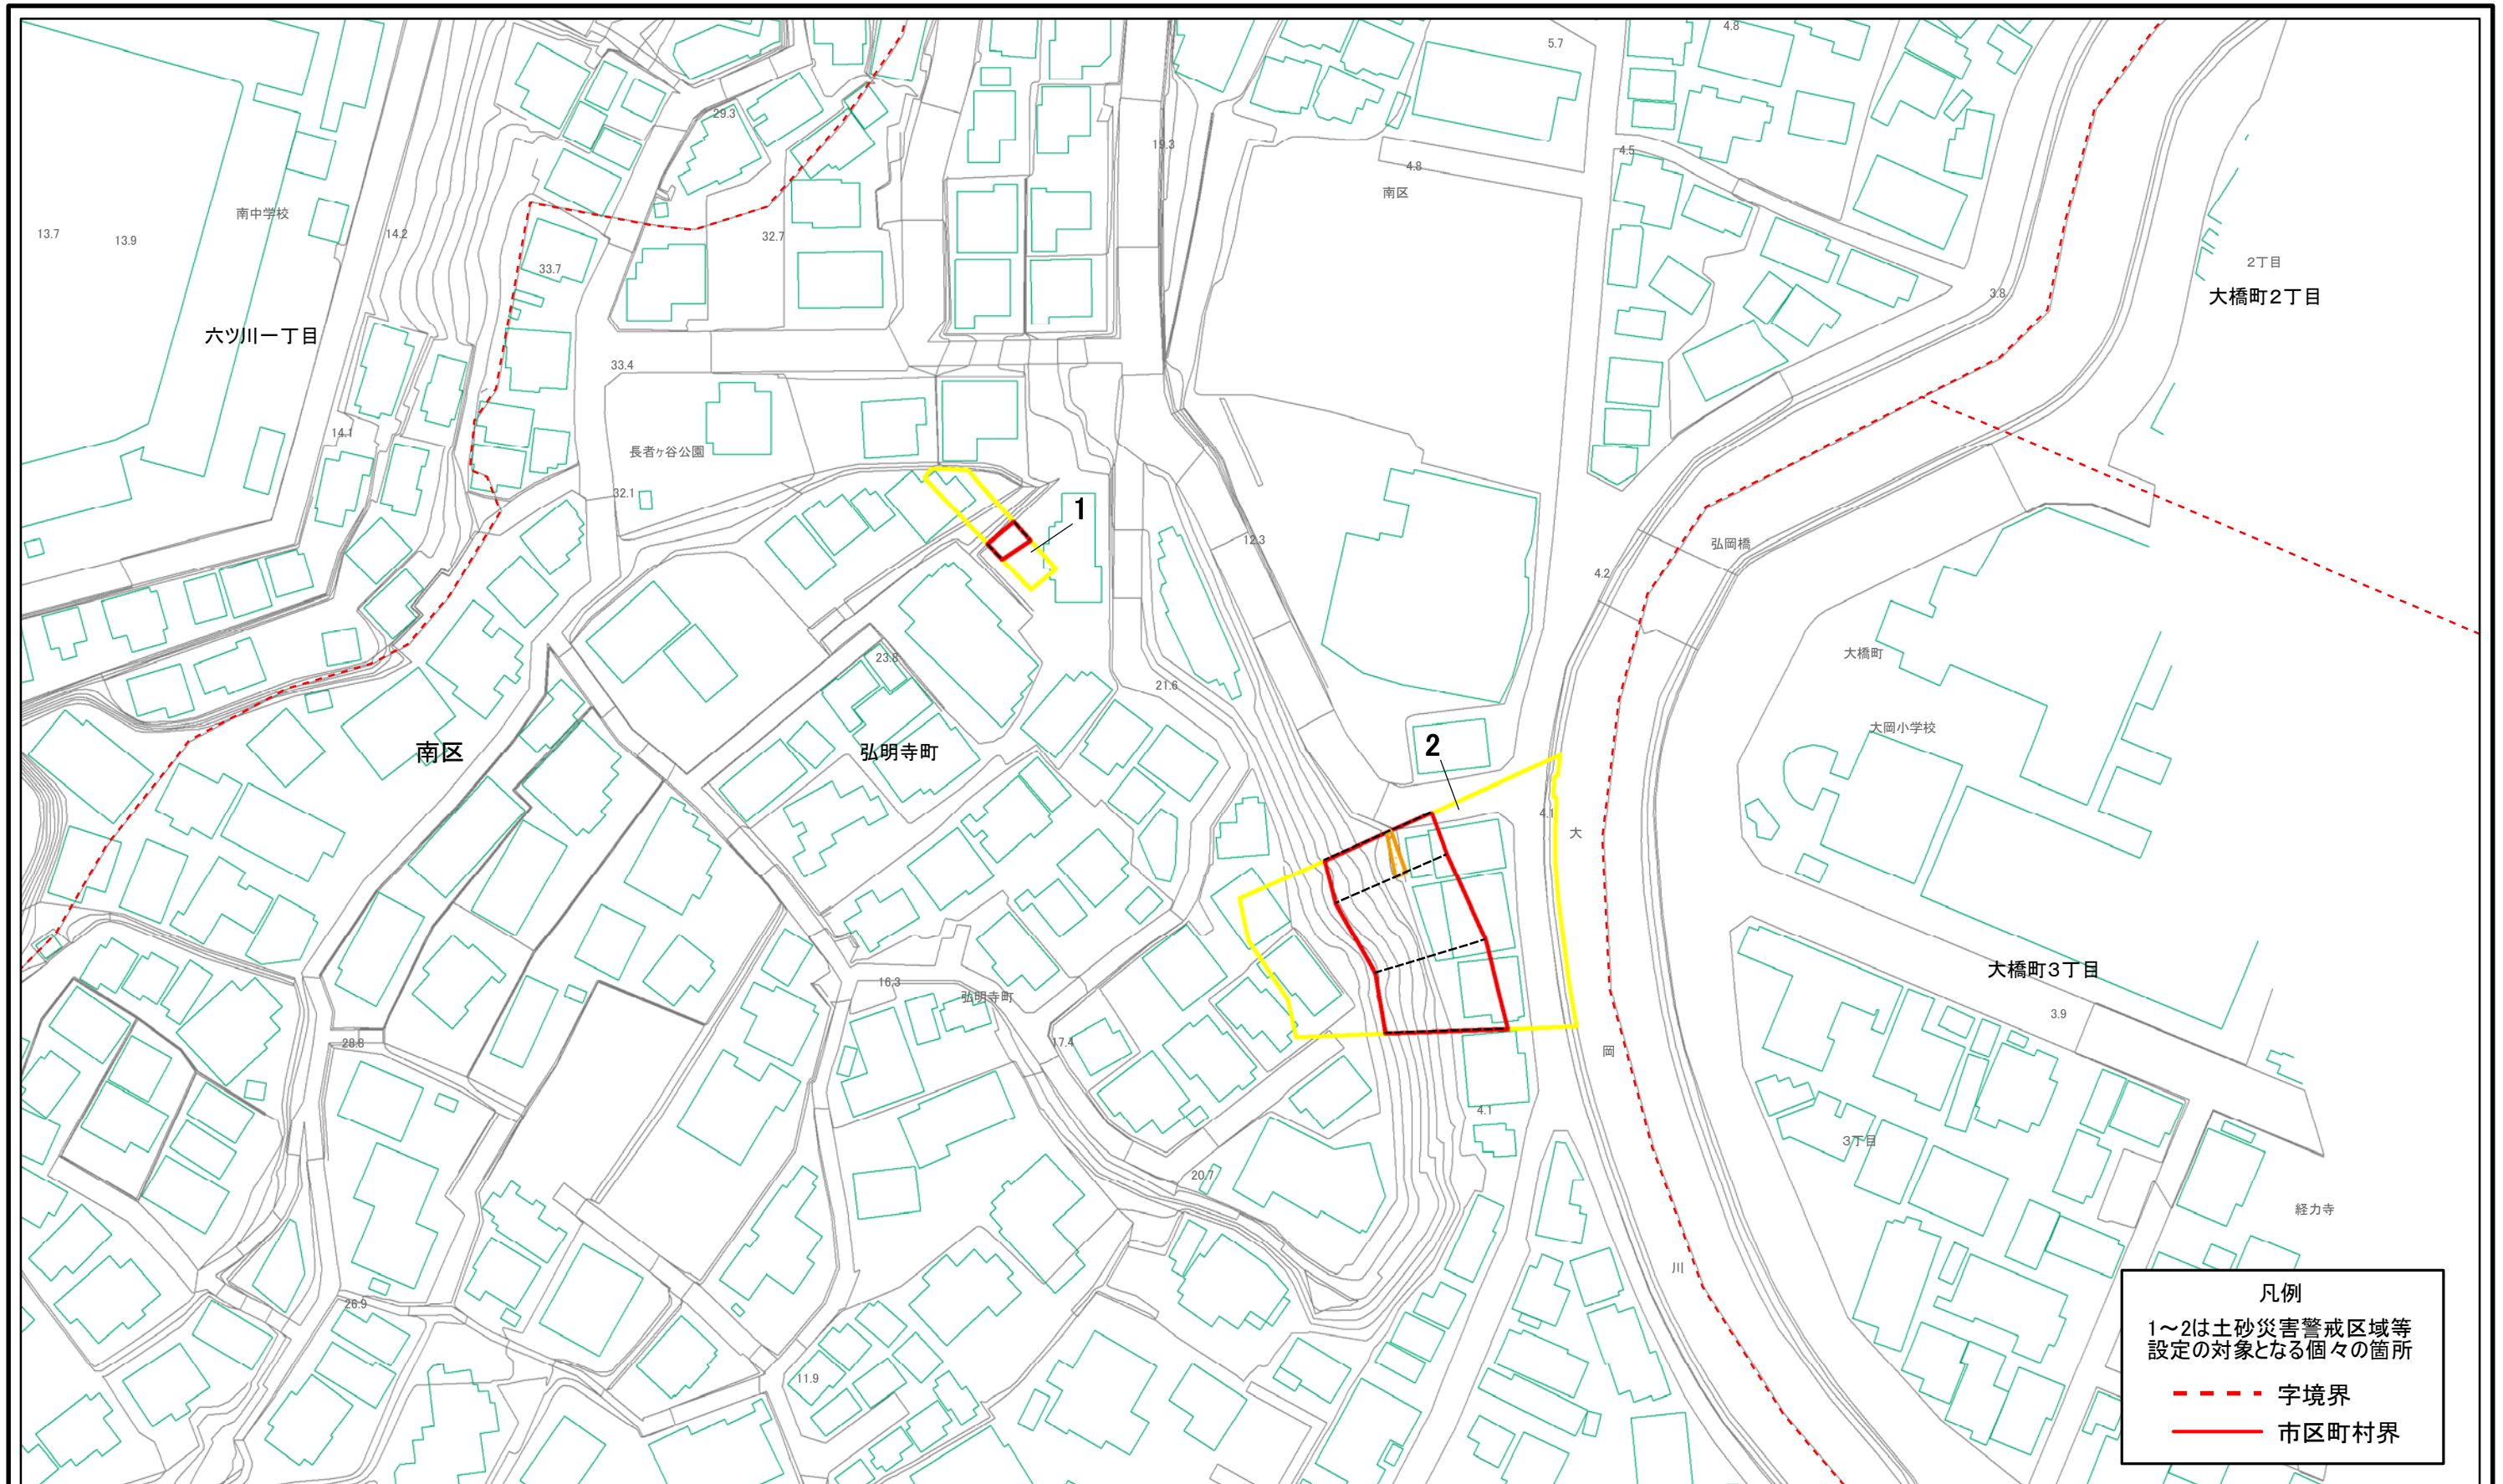 4.8
5.7
29.3
19.3
4.5
4.8
南区
南中学校
14.2
13.7
13.9
32.7
33.7
2丁目
3.8
大橋町2丁目
六ツ川一丁目
33.4
14.1
長者ヶ谷公園
32.1
1
12.3
弘岡橋
4.2
大橋町
23.8
21.6
大岡小学校
南区
弘明寺町
2
4.1
大
大橋町3丁目
16.3
弘明寺町
3.9
17.4
28.8
岡
4.1
3丁目
20.7
経力寺
川
26.9
11.9
凡例
1～2は土砂災害警戒区域等
設定の対象となる個々の箇所
字境界
市区町村界